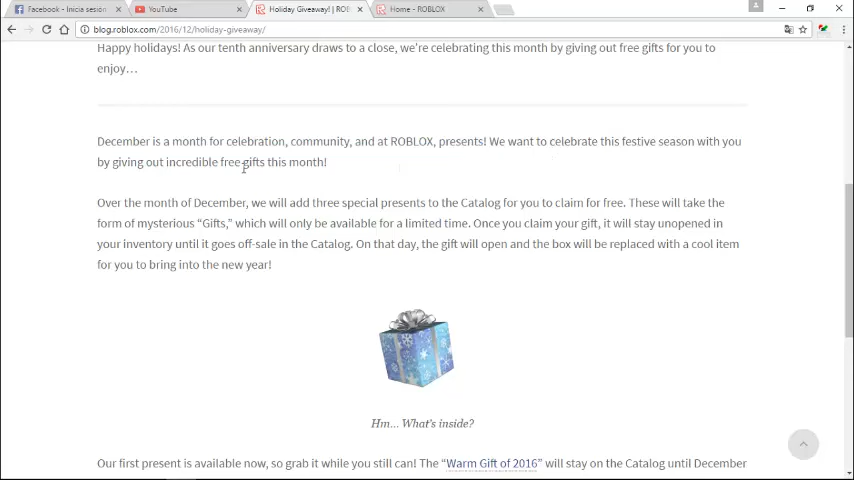 Facebook - Inicia sesión
YouTube
Holiday Giveaway! | RO
Home - ROBLOX
blog.roblox.com/2016/12/holiday-giveaway/
Happy holidays! As our tenth anniversary draws to a close, we're celebrating this month by giving out free gifts for you to
enjoy…
December is a month for celebration, community, and at ROBLOX, presents! We want to celebrate this festive season with you
by giving out incredible free gifts this month!
Over the month of December, we will add three special presents to the Catalog for you to claim for free. These will take the
form of mysterious “Gifts,” which will only be available for a limited time. Once you claim your gift, it will stay unopened in
your inventory until it goes off-sale in the Catalog. On that day, the gift will open and the box will be replaced with a cool item
for you to bring into the new year!
Hm... What's inside?
Our first present is available now, so grab it while you still can! The “Warm Gift of 2016” will stay on the Catalog until December